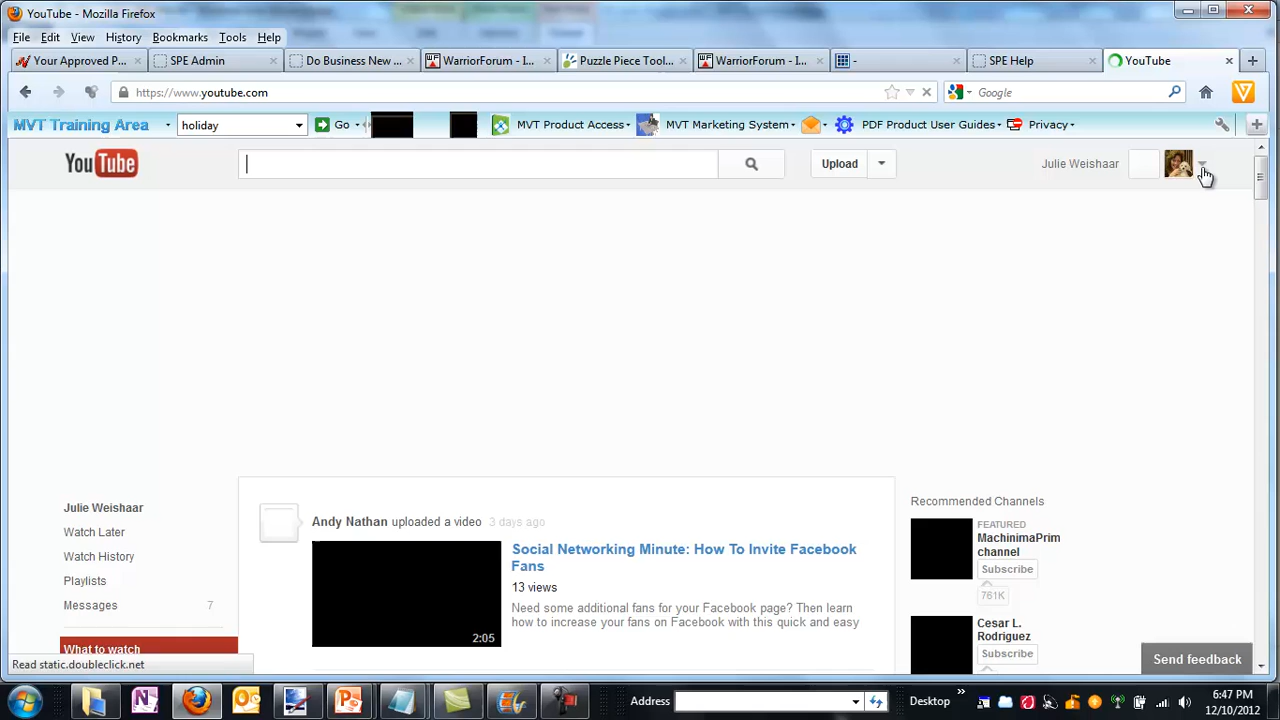 YouTube - Mozilla Firefox
File Edit View History Bookmarks Tools Help
Your Approved P... SPE Admin Do Business New ... WarriorForum - I... Puzzle Piece Tool... WarriorForum - I... - SPE Help YouTube
https://www.youtube.com Google
MVT Training Area holiday Go MVT Product Access MVT Marketing System PDF Product User Guides Privacy
YouTube Upload Julie Weishaar
Julie Weishaar
Watch Later
Watch History
Playlists
Messages 7
What to watch
Andy Nathan uploaded a video 3 days ago
Social Networking Minute: How To Invite Facebook
Fans
13 views
Need some additional fans for your Facebook page? Then learn
how to increase your fans on Facebook with this quick and easy
2:05
Recommended Channels
FEATURED
MachinimaPrim
channel
Subscribe
761K
Cesar L.
Rodriguez
Subscribe
Send feedback
Read static.doubleclick.net
Address Desktop 6:47 PM
12/10/2012